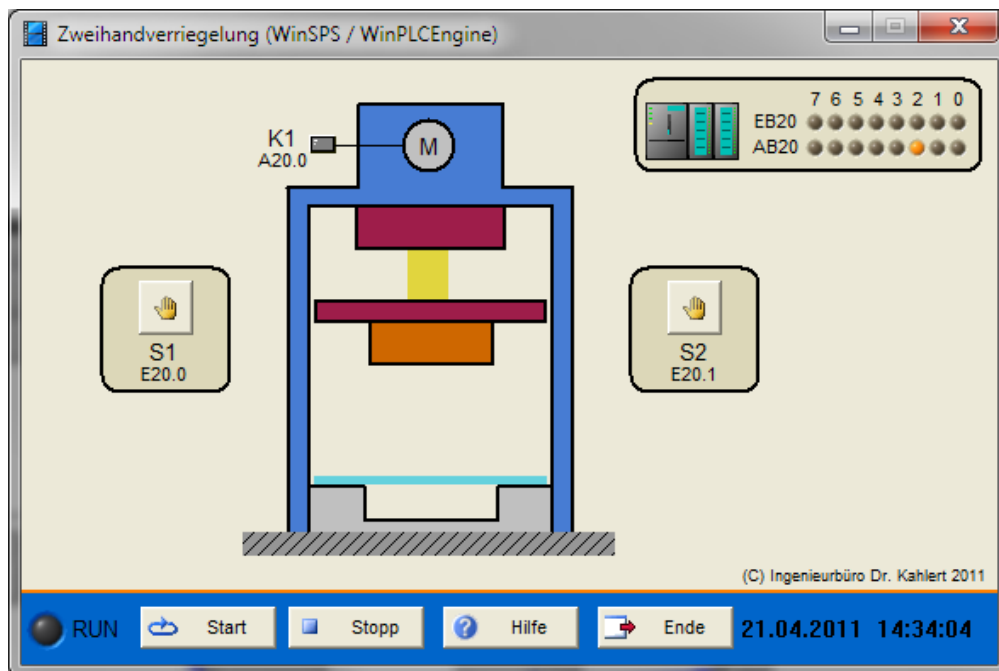 Zweihandverriegelung (WinSPS / WinPLCEngine)
7 6 5 4 3 2 1 0
EB20
AB20
K1
A20.0
M
S1
E20.0
S2
E20.1
(C) Ingenieurbüro Dr. Kahlert 2011
RUN Start Stopp ? Hilfe Ende 21.04.2011 14:34:04